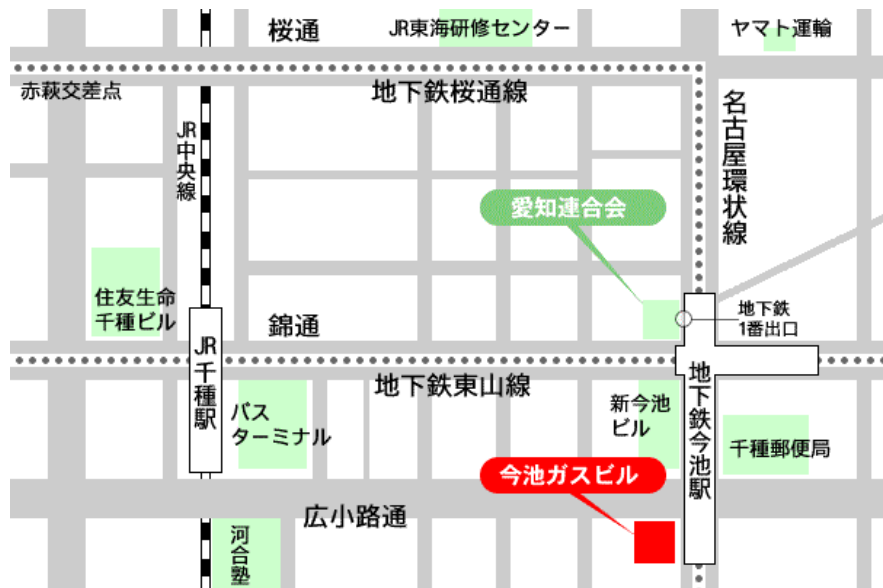 桜通
JR東海研修センター
ヤマト運輸
赤萩交差点
地下鉄桜通線
名古屋環状線
JR中央線
愛知連合会
住友生命
千種ビル
錦通
地下鉄
1番出口
JR千種駅
地下鉄東山線
地下鉄今池駅
バス
ターミナル
新今池
ビル
千種郵便局
今池ガスビル
広小路通
河合塾